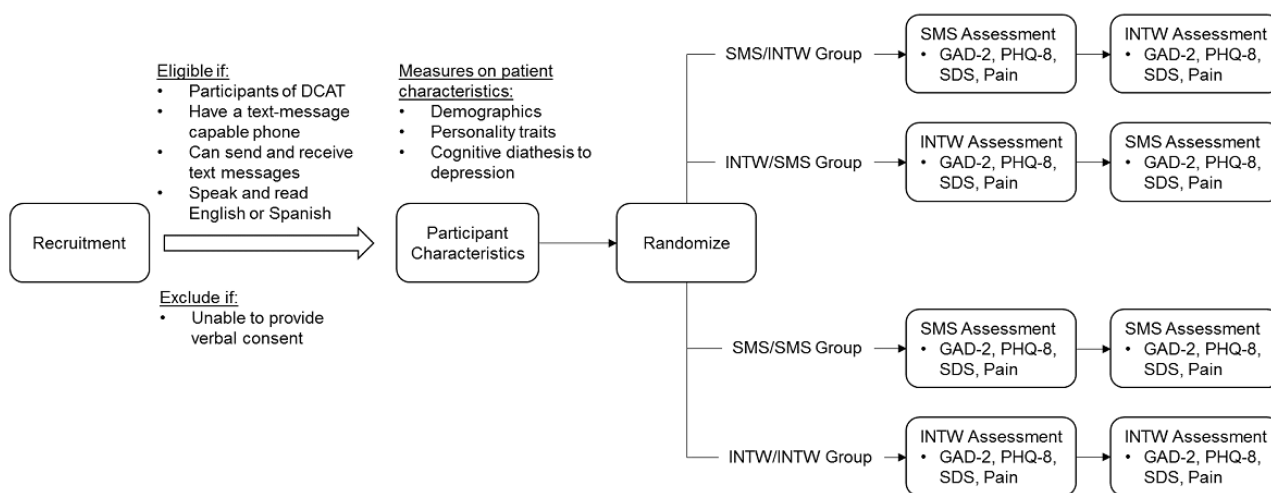 Recruitment
Eligible if:
• Participants of DCAT
• Have a text-message
capable phone
• Can send and receive
text messages
• Speak and read
English or Spanish
Exclude if:
• Unable to provide
verbal consent
Measures on patient
characteristics:
• Demographics
• Personality traits
• Cognitive diathesis to
depression
Participant
Characteristics
Randomize
SMS/INTW Group
SMS Assessment
• GAD-2, PHQ-8,
SDS, Pain
INTW Assessment
• GAD-2, PHQ-8,
SDS, Pain
INTW/SMS Group
INTW Assessment
• GAD-2, PHQ-8,
SDS, Pain
SMS Assessment
• GAD-2, PHQ-8,
SDS, Pain
SMS/SMS Group
SMS Assessment
• GAD-2, PHQ-8,
SDS, Pain
SMS Assessment
• GAD-2, PHQ-8,
SDS, Pain
INTW/INTW Group
INTW Assessment
• GAD-2, PHQ-8,
SDS, Pain
INTW Assessment
• GAD-2, PHQ-8,
SDS, Pain